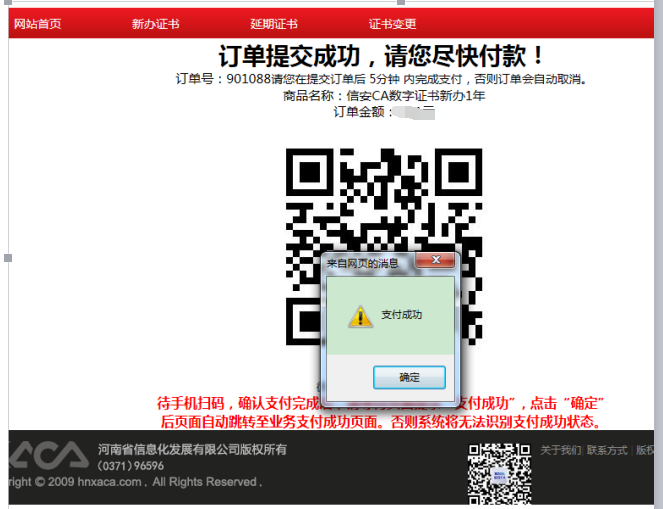 网站首页 新办证书 延期证书 证书变更
订单提交成功，请您尽快付款！
订单号：901088请您在提交订单后 5分钟 内完成支付，否则订单会自动取消。
商品名称：信安CA数字证书新办1年
订单金额：
来自网页的消息
支付成功
确定
待手机扫码，确认支付完成后，支付成功”，点击“确定”
后页面自动跳转至业务支付成功页面。否则系统将无法识别支付成功状态。
ACA 河南省信息化发展有限公司版权所有 关于我们| 联系方式 | 版权
(0371) 96596
right © 2009 hnxaca.com . All Rights Reserved .